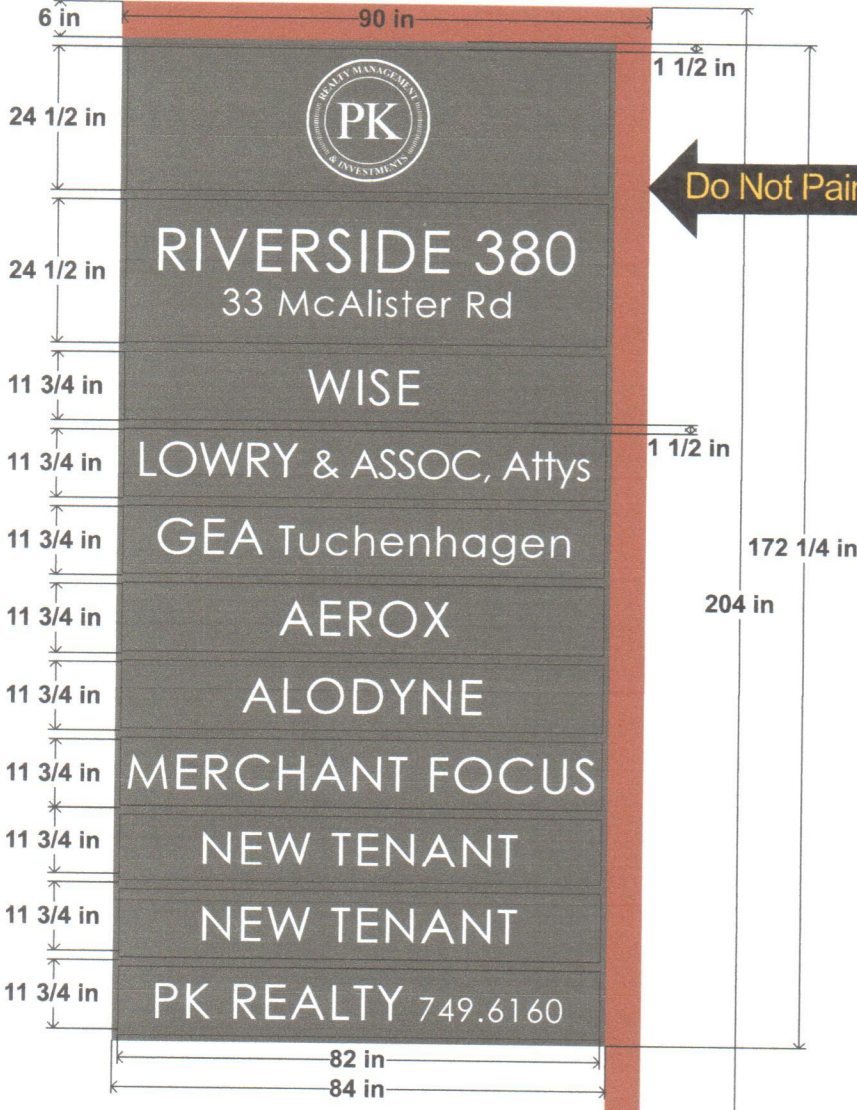 6 in
90 in
1 1/2 in
24 1/2 in
REALTY MANAGEMENT
PK
& INVESTMENTS
Do Not Pain
24 1/2 in
RIVERSIDE 380
33 McAlister Rd
11 3/4 in
WISE
11 3/4 in
LOWRY & ASSOC, Attys
1 1/2 in
11 3/4 in
GEA Tuchenhagen
172 1/4 in
11 3/4 in
AEROX
204 in
11 3/4 in
ALODYNE
11 3/4 in
MERCHANT FOCUS
11 3/4 in
NEW TENANT
11 3/4 in
NEW TENANT
11 3/4 in
PK REALTY 749.6160
82 in
84 in